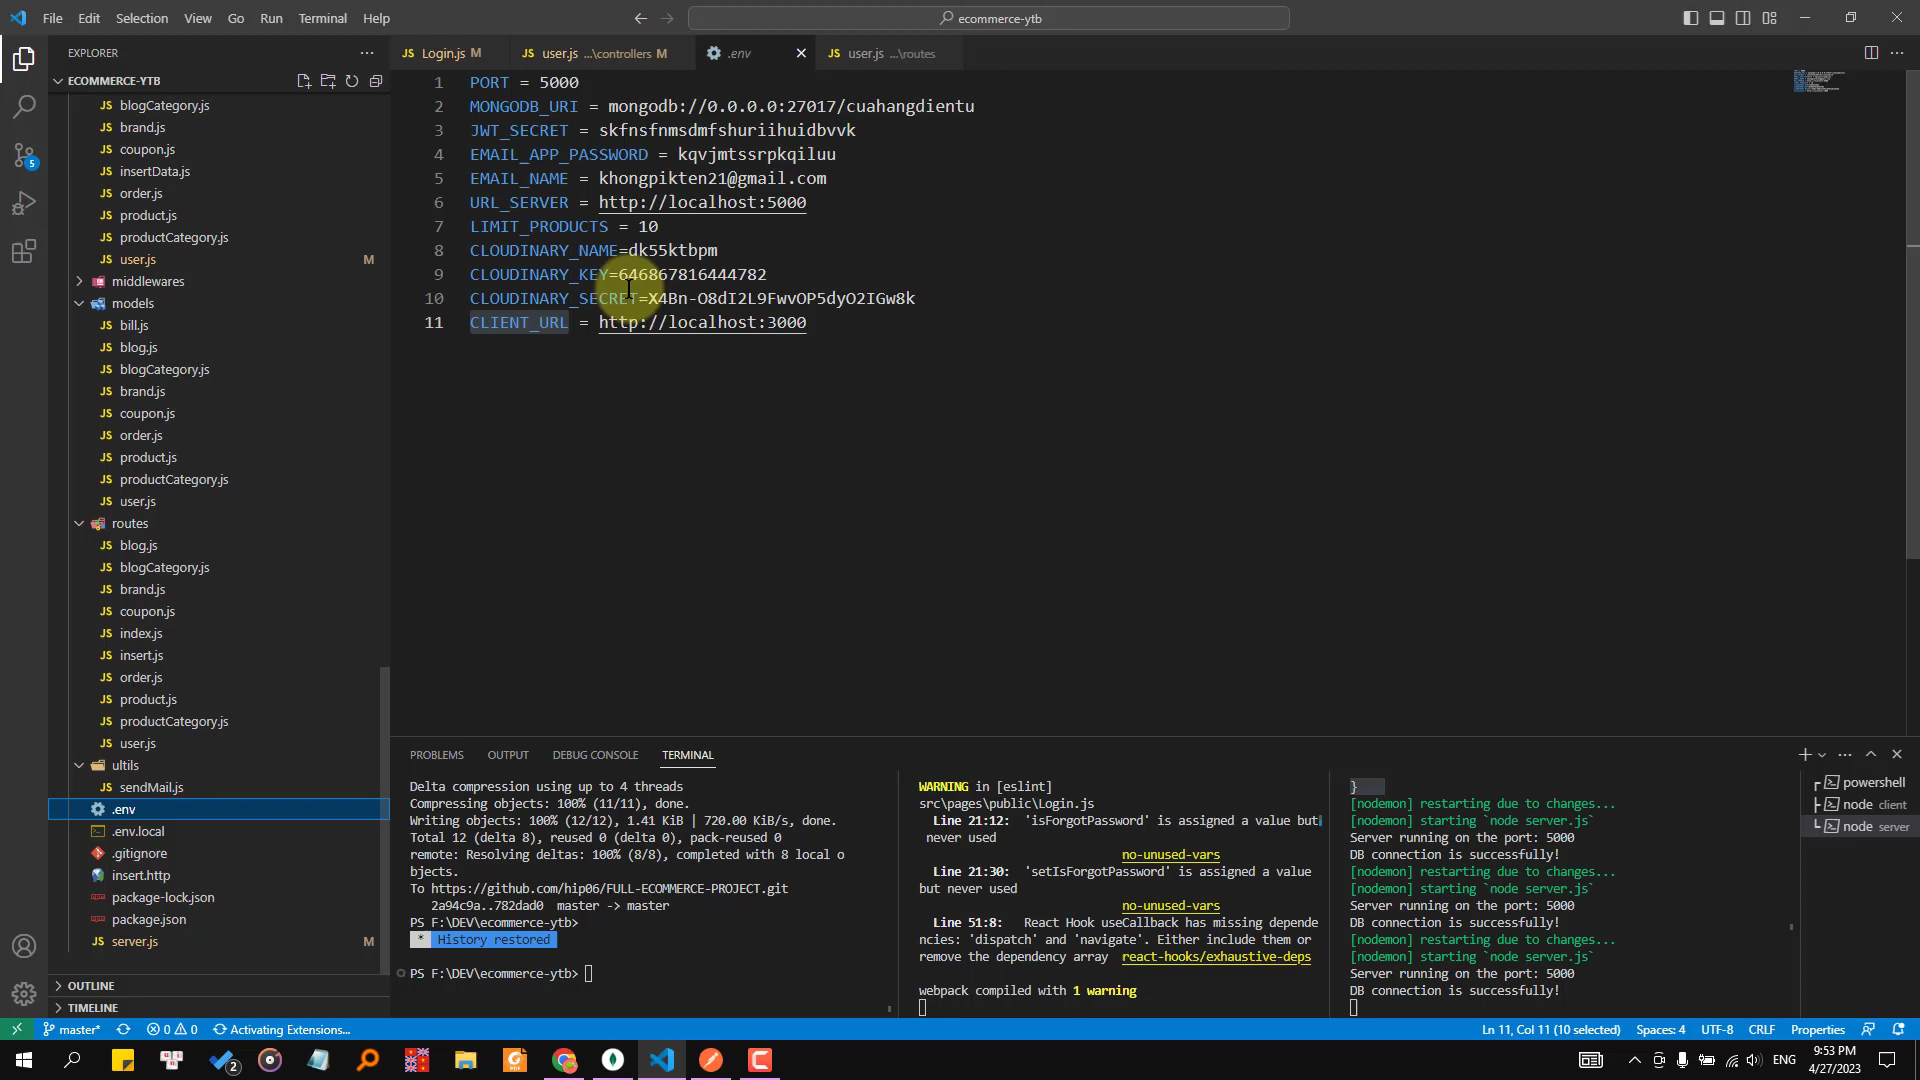 File Edit Selection View Go Run Terminal Help
ecommerce-ytb
EXPLORER
Login.js M
user.js ...\controllers M
.env
user.js ...\routes
ECOMMERCE-YTB
blogCategory.js
brand.js
coupon.js
insertData.js
order.js
product.js
productCategory.js
user.js M
middlewares
models
bill.js
blog.js
blogCategory.js
brand.js
coupon.js
order.js
product.js
productCategory.js
user.js
routes
blog.js
blogCategory.js
brand.js
coupon.js
index.js
insert.js
order.js
product.js
productCategory.js
user.js
ultils
sendMail.js
.env
.env.local
.gitignore
insert.http
package-lock.json
package.json
server.js M
OUTLINE
TIMELINE
1 PORT = 5000
2 MONGODB_URI = mongodb://0.0.0.0:27017/cuahangdientu
3 JWT_SECRET = skfnsfnmsdmfshuriihuidbvvk
4 EMAIL_APP_PASSWORD = kqvjmtssrpkqiluu
5 EMAIL_NAME = khongpikten21@gmail.com
6 URL_SERVER = http://localhost:5000
7 LIMIT_PRODUCTS = 10
8 CLOUDINARY_NAME=dk55ktbpm
9 CLOUDINARY_KEY=646867816444782
10 CLOUDINARY_SECRET=X4Bn-O8dI2L9FwvOP5dyO2IGw8k
11 CLIENT_URL = http://localhost:3000
PROBLEMS OUTPUT DEBUG CONSOLE TERMINAL
Delta compression using up to 4 threads
Compressing objects: 100% (11/11), done.
Writing objects: 100% (12/12), 1.41 KiB | 720.00 KiB/s, done.
Total 12 (delta 8), reused 0 (delta 0), pack-reused 0
remote: Resolving deltas: 100% (8/8), completed with 8 local o
bjects.
To https://github.com/hip06/FULL-ECOMMERCE-PROJECT.git
2a94c9a..782dad0 master -> master
PS F:\DEV\ecommerce-ytb>
* History restored
PS F:\DEV\ecommerce-ytb>
WARNING in [eslint]
src\pages\public\Login.js
Line 21:12: 'isForgotPassword' is assigned a value but
never used
no-unused-vars
Line 21:30: 'setIsForgotPassword' is assigned a value
but never used
no-unused-vars
Line 51:8: React Hook useCallback has missing depende
ncies: 'dispatch' and 'navigate'. Either include them or
remove the dependency array react-hooks/exhaustive-deps
webpack compiled with 1 warning
}
[nodemon] restarting due to changes...
[nodemon] starting `node server.js`
Server running on the port: 5000
DB connection is successfully!
[nodemon] restarting due to changes...
[nodemon] starting `node server.js`
Server running on the port: 5000
DB connection is successfully!
[nodemon] restarting due to changes...
[nodemon] starting `node server.js`
Server running on the port: 5000
DB connection is successfully!
powershell
node client
node server
5
master* 0 0 Activating Extensions...
Ln 11, Col 11 (10 selected) Spaces: 4 UTF-8 CRLF Properties
2
ENG
9:53 PM
4/27/2023